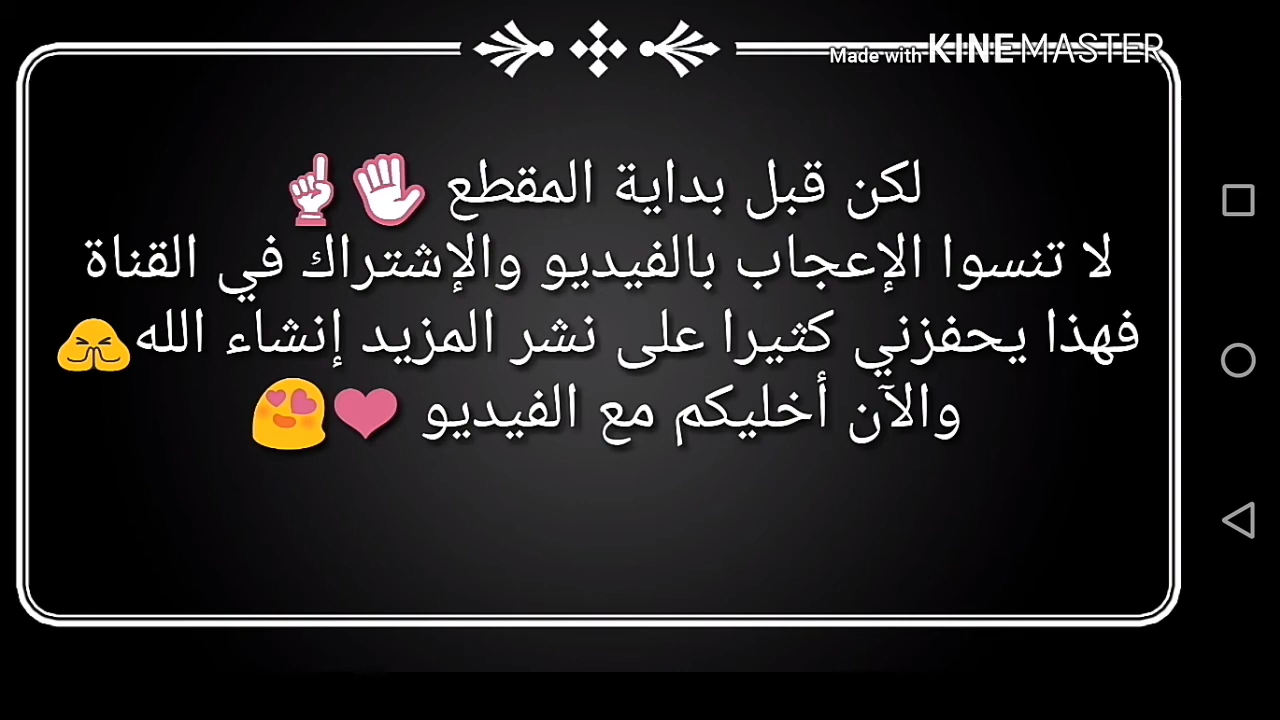 Made with KINEMASTER
لكن قبل بداية المقطع ✋☝
لا تنسوا الإعجاب بالفيديو والإشتراك في القناة
فهذا يحفزني كثيرا على نشر المزيد إنشاء الله🙏
والآن أخليكم مع الفيديو ❤😍